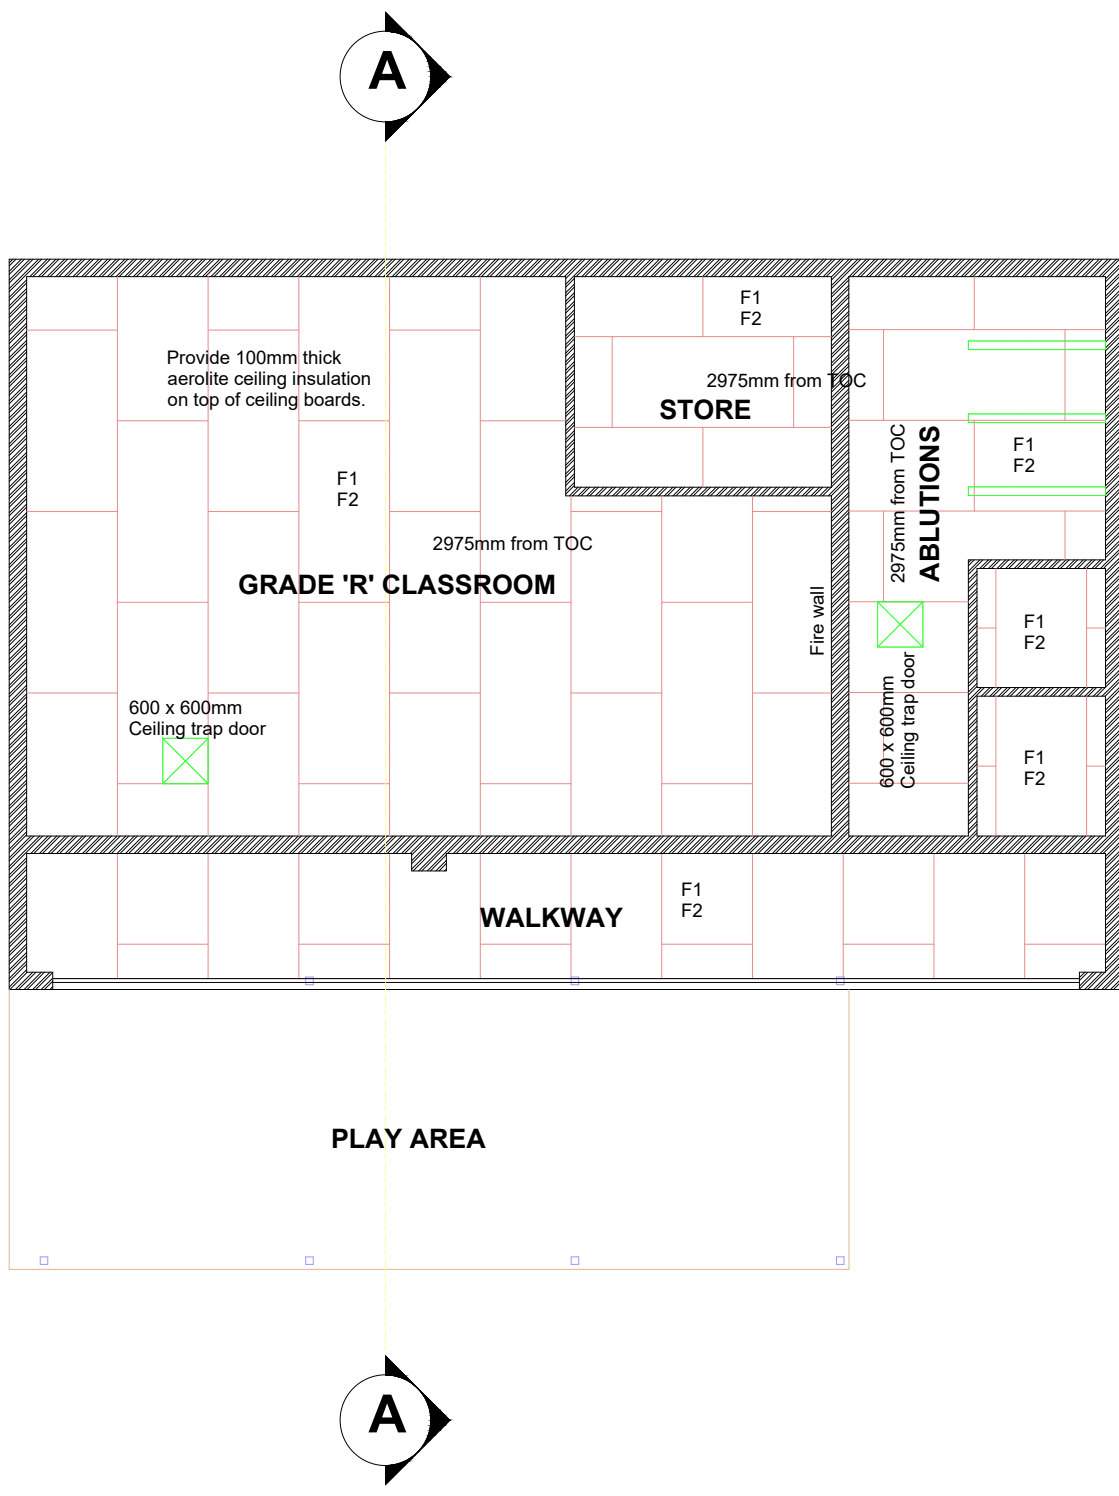 A
F1
F2
Provide 100mm thick
aerolite ceiling insulation
on top of ceiling boards.
2975mm from TOC
STORE
F1
F2
2975mm from TOC
ABLUTIONS
F1
F2
2975mm from TOC
GRADE 'R' CLASSROOM
Fire wall
F1
F2
600 x 600mm
Ceiling trap door
600 x 600mm
Ceiling trap door
F1
F2
F1
F2
WALKWAY
PLAY AREA
A